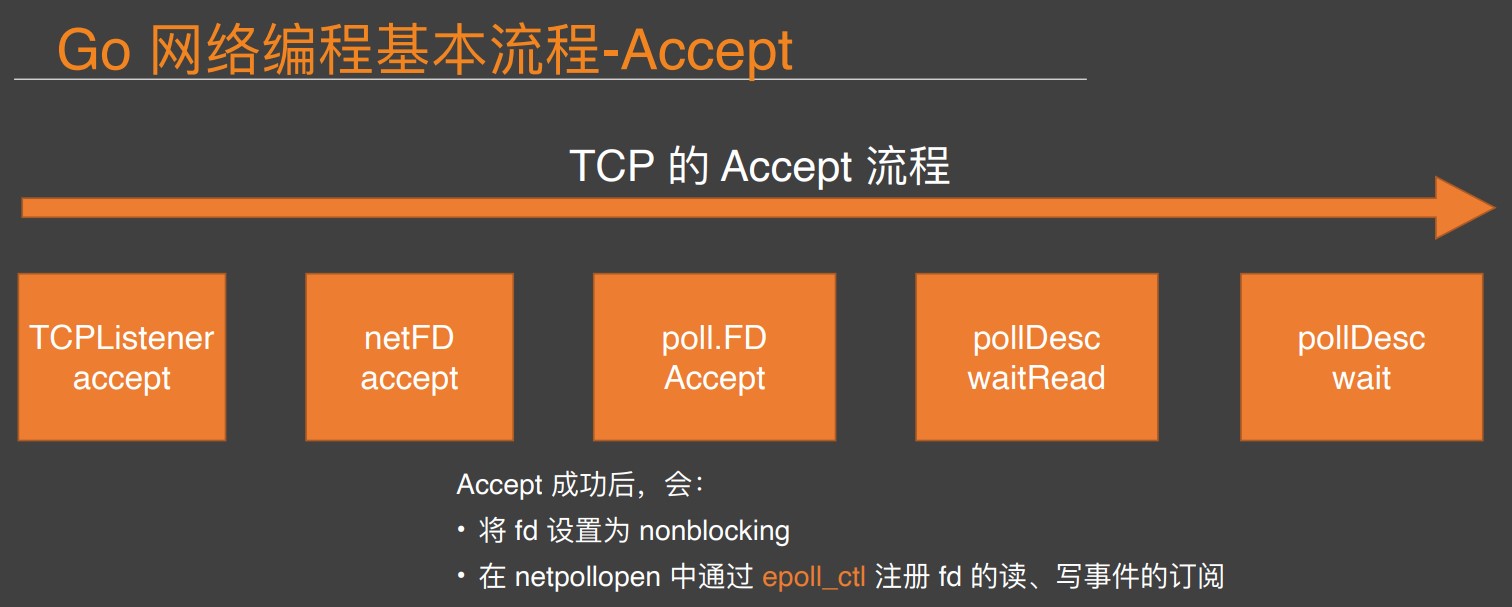 Go 网络编程基本流程-Accept
TCP 的 Accept 流程
TCPListener
accept
netFD
accept
poll.FD
Accept
pollDesc
waitRead
pollDesc
wait
Accept 成功后，会：
• 将 fd 设置为 nonblocking
• 在 netpollopen 中通过 epoll_ctl 注册 fd 的读、写事件的订阅